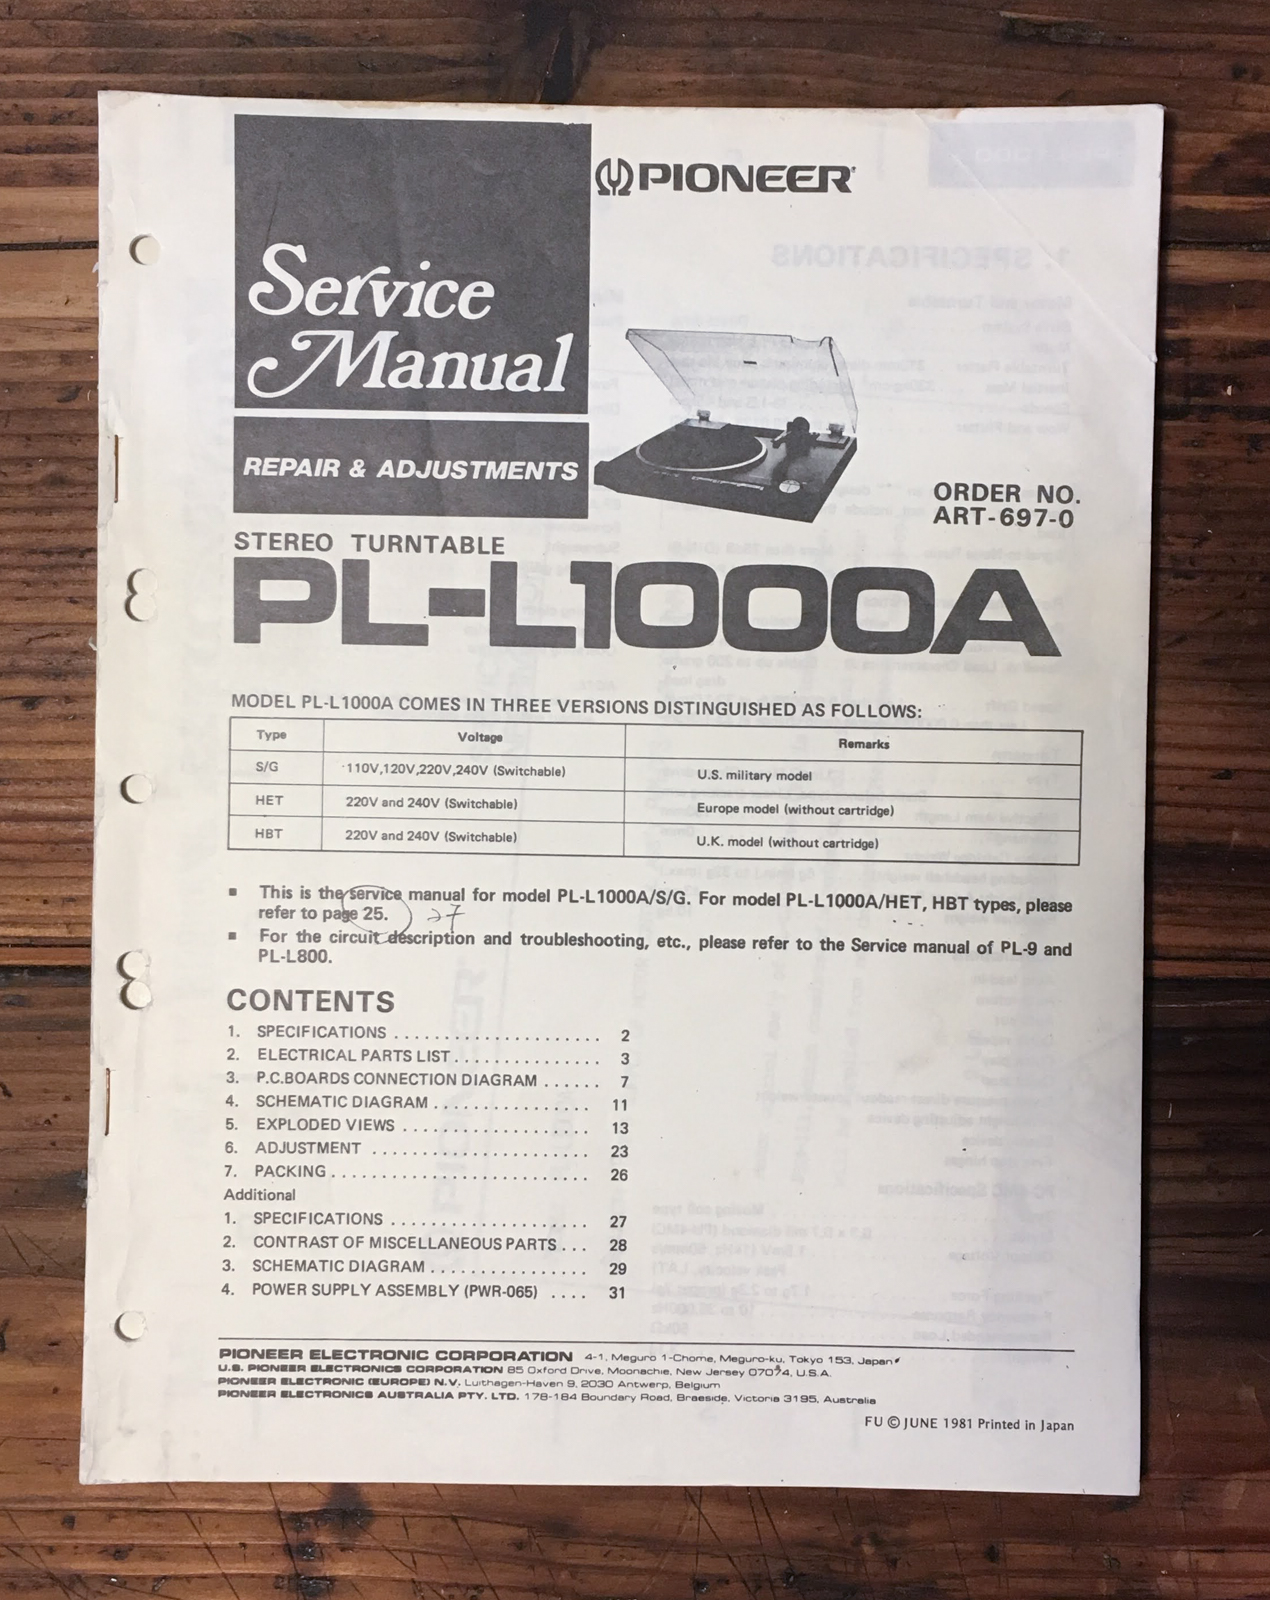 PIONEER
Service
Manual
REPAIR & ADJUSTMENTS
ORDER NO.
ART-697-0
STEREO TURNTABLE
PL-L1000A
MODEL PL-L1000A COMES IN THREE VERSIONS DISTINGUISHED AS FOLLOWS:
Type Voltage Remarks
S/G 110V,120V,220V,240V (Switchable) U.S. military model
HET 220V and 240V (Switchable) Europe model (without cartridge)
HBT 220V and 240V (Switchable) U.K. model (without cartridge)
■ This is the service manual for model PL-L1000A/S/G. For model PL-L1000A/HET, HBT types, please
refer to page 25. 27
■ For the circuit description and troubleshooting, etc., please refer to the Service manual of PL-9 and
PL-L800.
CONTENTS
1. SPECIFICATIONS ...................... 2
2. ELECTRICAL PARTS LIST ............... 3
3. P.C.BOARDS CONNECTION DIAGRAM ...... 7
4. SCHEMATIC DIAGRAM ................. 11
5. EXPLODED VIEWS .................... 13
6. ADJUSTMENT ....................... 23
7. PACKING ........................... 26
Additional
1. SPECIFICATIONS ..................... 27
2. CONTRAST OF MISCELLANEOUS PARTS ... 28
3. SCHEMATIC DIAGRAM ................. 29
4. POWER SUPPLY ASSEMBLY (PWR-065) .... 31
PIONEER ELECTRONIC CORPORATION 4-1, Meguro 1-Chome, Meguro-ku, Tokyo 153, Japan
U.S. PIONEER ELECTRONICS CORPORATION 85 Oxford Drive, Moonachie, New Jersey 07074, U.S.A.
PIONEER ELECTRONIC (EUROPE) N.V. Luithagen-Haven 9, 2030 Antwerp, Belgium
PIONEER ELECTRONICS AUSTRALIA PTY. LTD. 178-184 Boundary Road, Braeside, Victoria 3195, Australia
FU © JUNE 1981 Printed in Japan